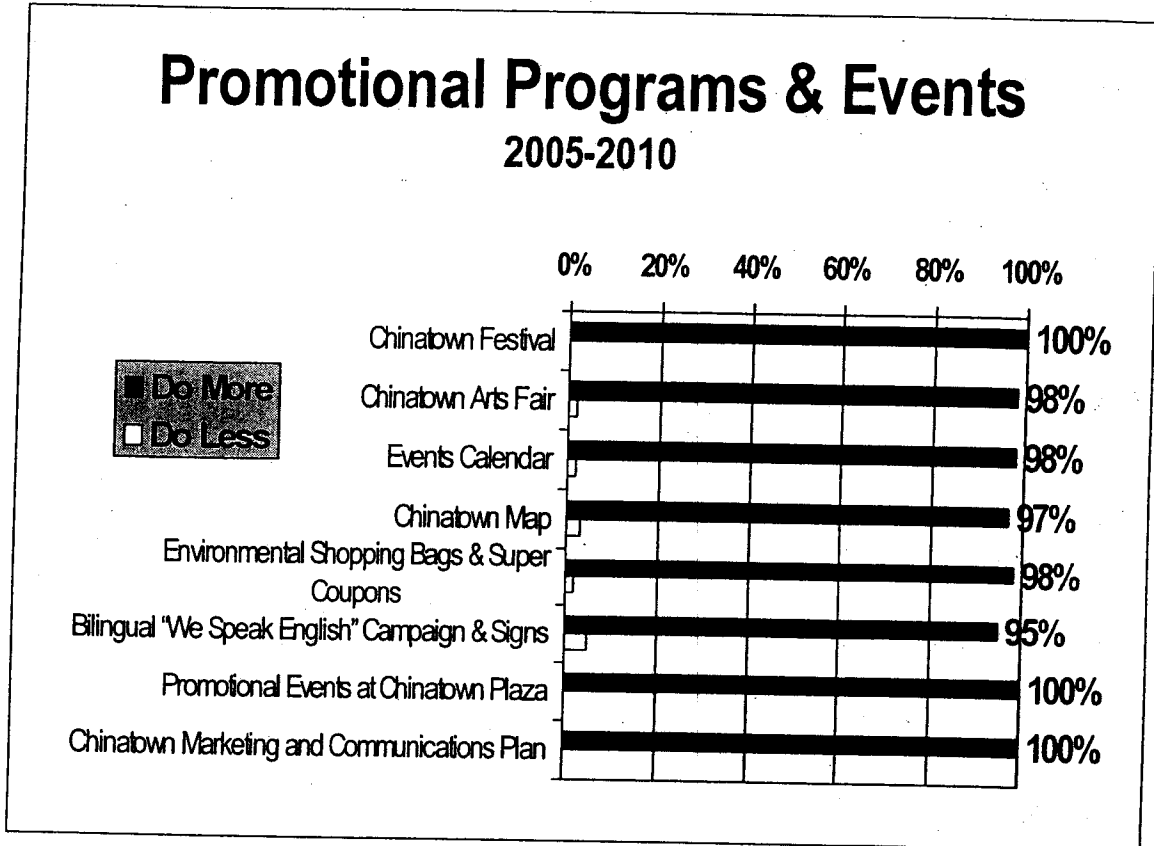 Promotional Programs & Events
2005-2010
0% 20% 40% 60% 80% 100%
Chinatown Festival 100%
Do More
Do Less
Chinatown Arts Fair 98%
Events Calendar 98%
Chinatown Map 97%
Environmental Shopping Bags & Super
Coupons 98%
Bilingual "We Speak English" Campaign & Signs 95%
Promotional Events at Chinatown Plaza 100%
Chinatown Marketing and Communications Plan 100%